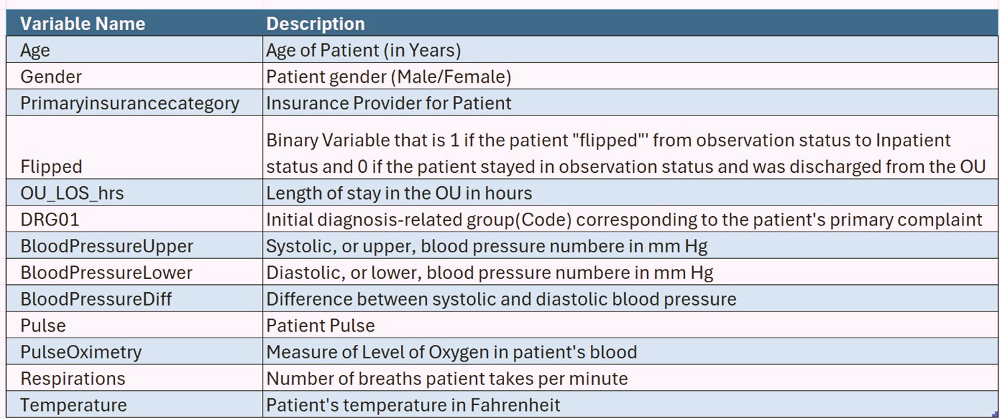 Variable Name Description
Age Age of Patient (in Years)
Gender Patient gender (Male/Female)
Primaryinsurancecategory Insurance Provider for Patient
Binary Variable that is 1 if the patient "flipped"' from observation status to Inpatient
Flipped status and 0 if the patient stayed in observation status and was discharged from the OU
OU_LOS_hrs Length of stay in the OU in hours
DRG01 Initial diagnosis-related group(Code) corresponding to the patient's primary complaint
BloodPressureUpper Systolic, or upper, blood pressure numbere in mm Hg
BloodPressureLower Diastolic, or lower, blood pressure numbere in mm Hg
BloodPressureDiff Difference between systolic and diastolic blood pressure
Pulse Patient Pulse
PulseOximetry Measure of Level of Oxygen in patient's blood
Respirations Number of breaths patient takes per minute
Temperature Patient's temperature in Fahrenheit